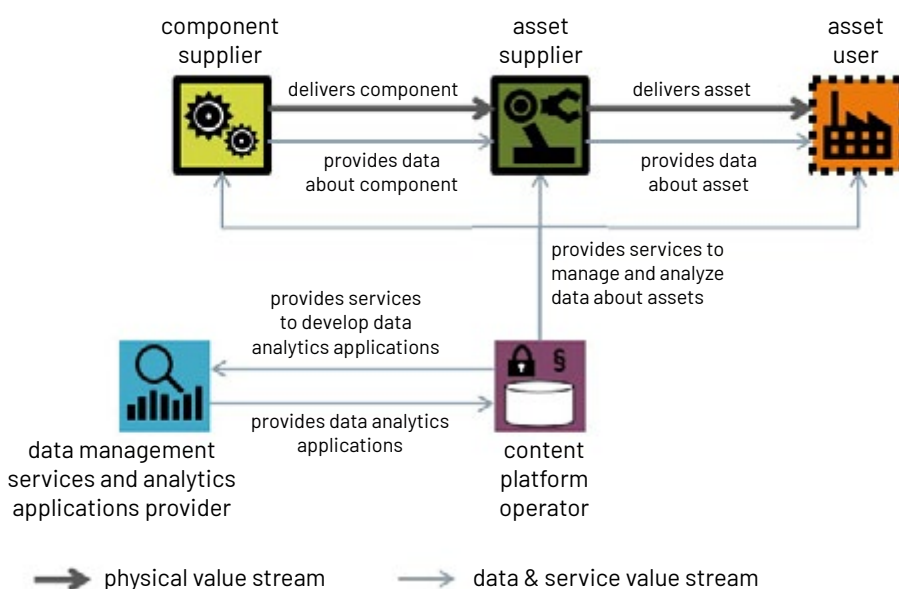 component
supplier
asset
supplier
asset
user
delivers component
delivers asset
provides data
about component
provides data
about asset
provides services to
manage and analyze
data about assets
provides services
to develop data
analytics applications
§
provides data analytics
applications
data management
services and analytics
applications provider
content
platform
operator
physical value stream
data & service value stream